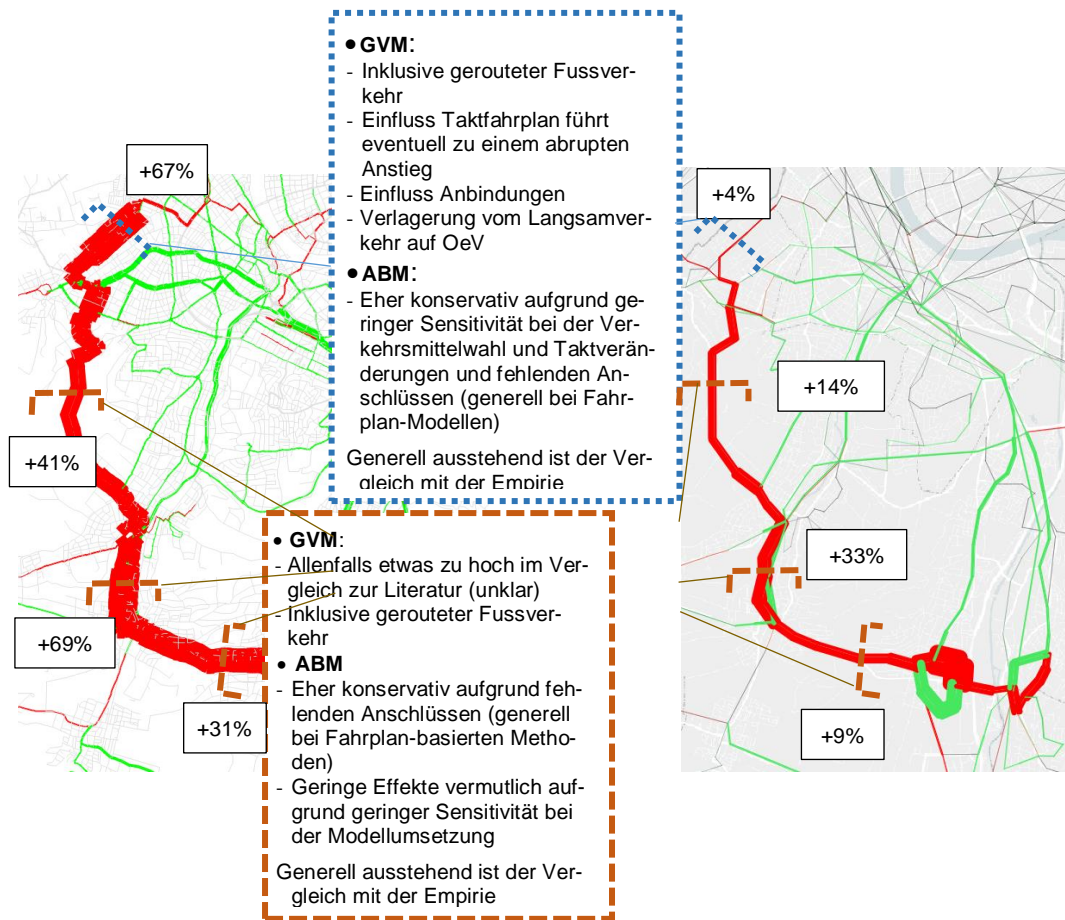 +67%
+41%
+69%
+31%
● GVM:
- Inklusive gerouteter Fussver-
kehr
- Einfluss Taktfahrplan führt
eventuell zu einem abrupten
Anstieg
- Einfluss Anbindungen
- Verlagerung vom Langsamver-
kehr auf OeV
● ABM:
- Eher konservativ aufgrund ge-
ringer Sensitivität bei der Ver-
kehrsmittelwahl und Taktverän-
derungen und fehlenden An-
schlüssen (generell bei Fahr-
plan-Modellen)
Generell ausstehend ist der Ver-
gleich mit der Empirie
● GVM:
- Allenfalls etwas zu hoch im Ver-
gleich zur Literatur (unklar)
- Inklusive gerouteter Fussver-
kehr
● ABM
- Eher konservativ aufgrund feh-
lenden Anschlüssen (generell
bei Fahrplan-basierten Metho-
den)
- Geringe Effekte vermutlich auf-
grund geringer Sensitivität bei
der Modellumsetzung
Generell ausstehend ist der Ver-
gleich mit der Empirie
+4%
+14%
+33%
+9%